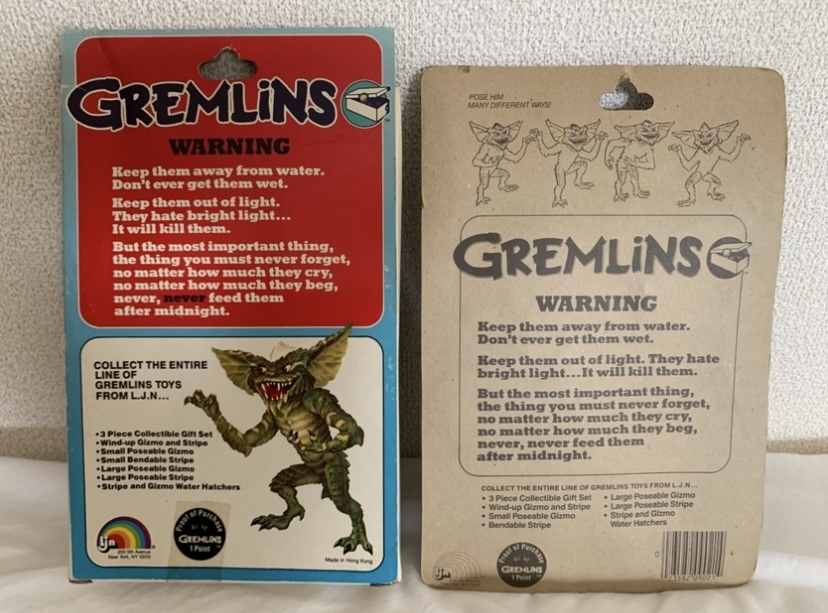 GREMLiNS
WARNING
Keep them away from water.
Don't ever get them wet.
Keep them out of light.
They hate bright light...
It will kill them.
But the most important thing,
the thing you must never forget,
no matter how much they cry,
no matter how much they beg,
never, never feed them
after midnight.
COLLECT THE ENTIRE
LINE OF
GREMLINS TOYS
FROM L.J.N...
• 3 Piece Collectible Gift Set
• Wind-up Gizmo and Stripe
• Small Poseable Gizmo
• Small Bendable Stripe
• Large Poseable Gizmo
• Large Poseable Stripe
• Stripe and Gizmo Water Hatchers
Ljn
200 5th Avenue
New York, NY 10010
Proof of Purchase
GREMLiNS
1 Point
Made in Hong Kong
POSE HIM
MANY DIFFERENT WAYS!
GREMLiNS
WARNING
Keep them away from water.
Don't ever get them wet.
Keep them out of light. They hate
bright light...It will kill them.
But the most important thing,
the thing you must never forget,
no matter how much they cry,
no matter how much they beg,
never, never feed them
after midnight.
COLLECT THE ENTIRE LINE OF GREMLINS TOYS FROM L.J.N...
• 3 Piece Collectible Gift Set
• Wind-up Gizmo and Stripe
• Small Poseable Gizmo
• Bendable Stripe
• Large Poseable Gizmo
• Large Poseable Stripe
• Stripe and Gizmo
Water Hatchers
Ljn
Proof of Purchase
GREMLiNS
1 Point